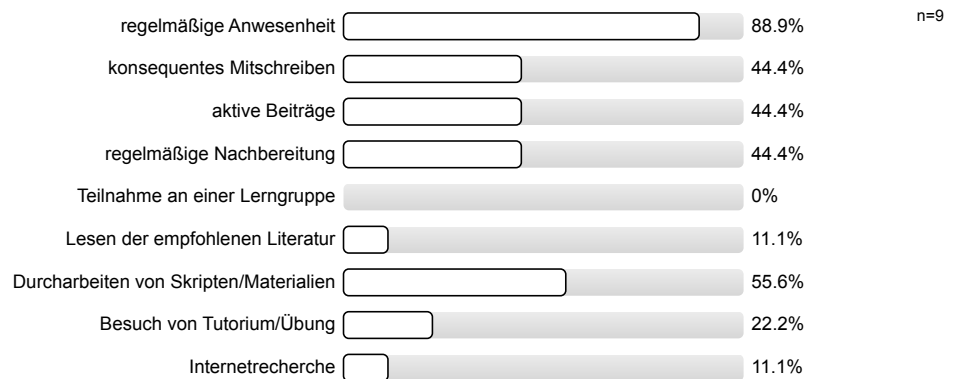 n=9
regelmäßige Anwesenheit 88.9%
konsequentes Mitschreiben 44.4%
aktive Beiträge 44.4%
regelmäßige Nachbereitung 44.4%
Teilnahme an einer Lerngruppe 0%
Lesen der empfohlenen Literatur 11.1%
Durcharbeiten von Skripten/Materialien 55.6%
Besuch von Tutorium/Übung 22.2%
Internetrecherche 11.1%